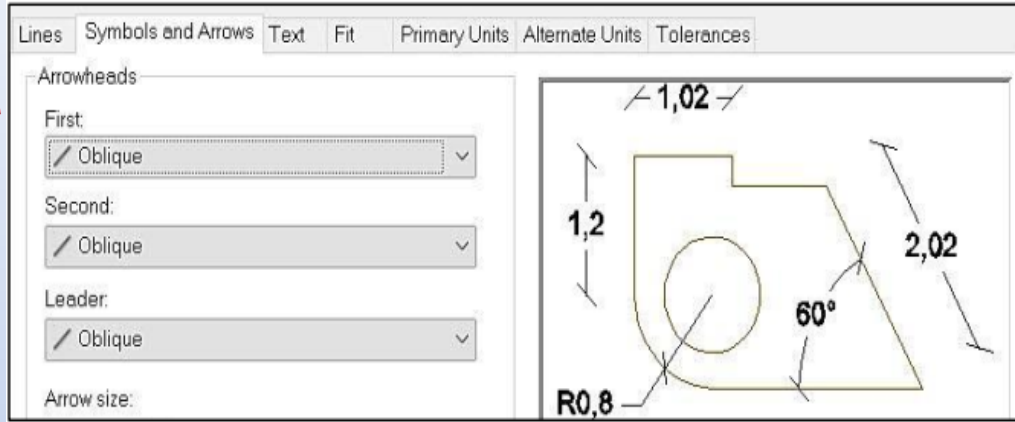 Lines Symbols and Arrows Text Fit Primary Units Alternate Units Tolerances
Arrowheads
First:
Oblique
Second:
Oblique
Leader:
Oblique
Arrow size:
1,02
1,2
2,02
60°
R0,8